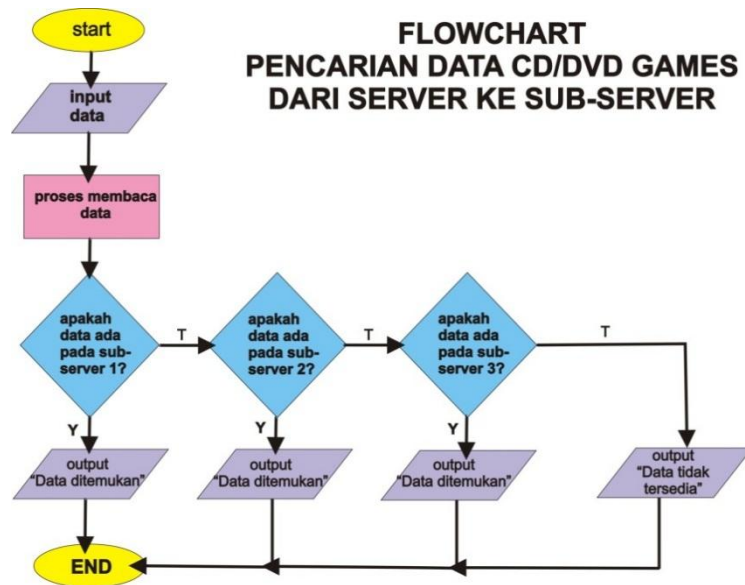 start
FLOWCHART
PENCARIAN DATA CD/DVD GAMES
DARI SERVER KE SUB-SERVER
input
data
proses membaca
data
apakah
data ada
pada sub-
server 1?
T
apakah
data ada
pada sub-
server 2?
T
apakah
data ada
pada sub-
server 3?
T
Y
Y
Y
output
“Data ditemukan”
output
“Data ditemukan”
output
“Data ditemukan”
output
“Data tidak
tersedia”
END